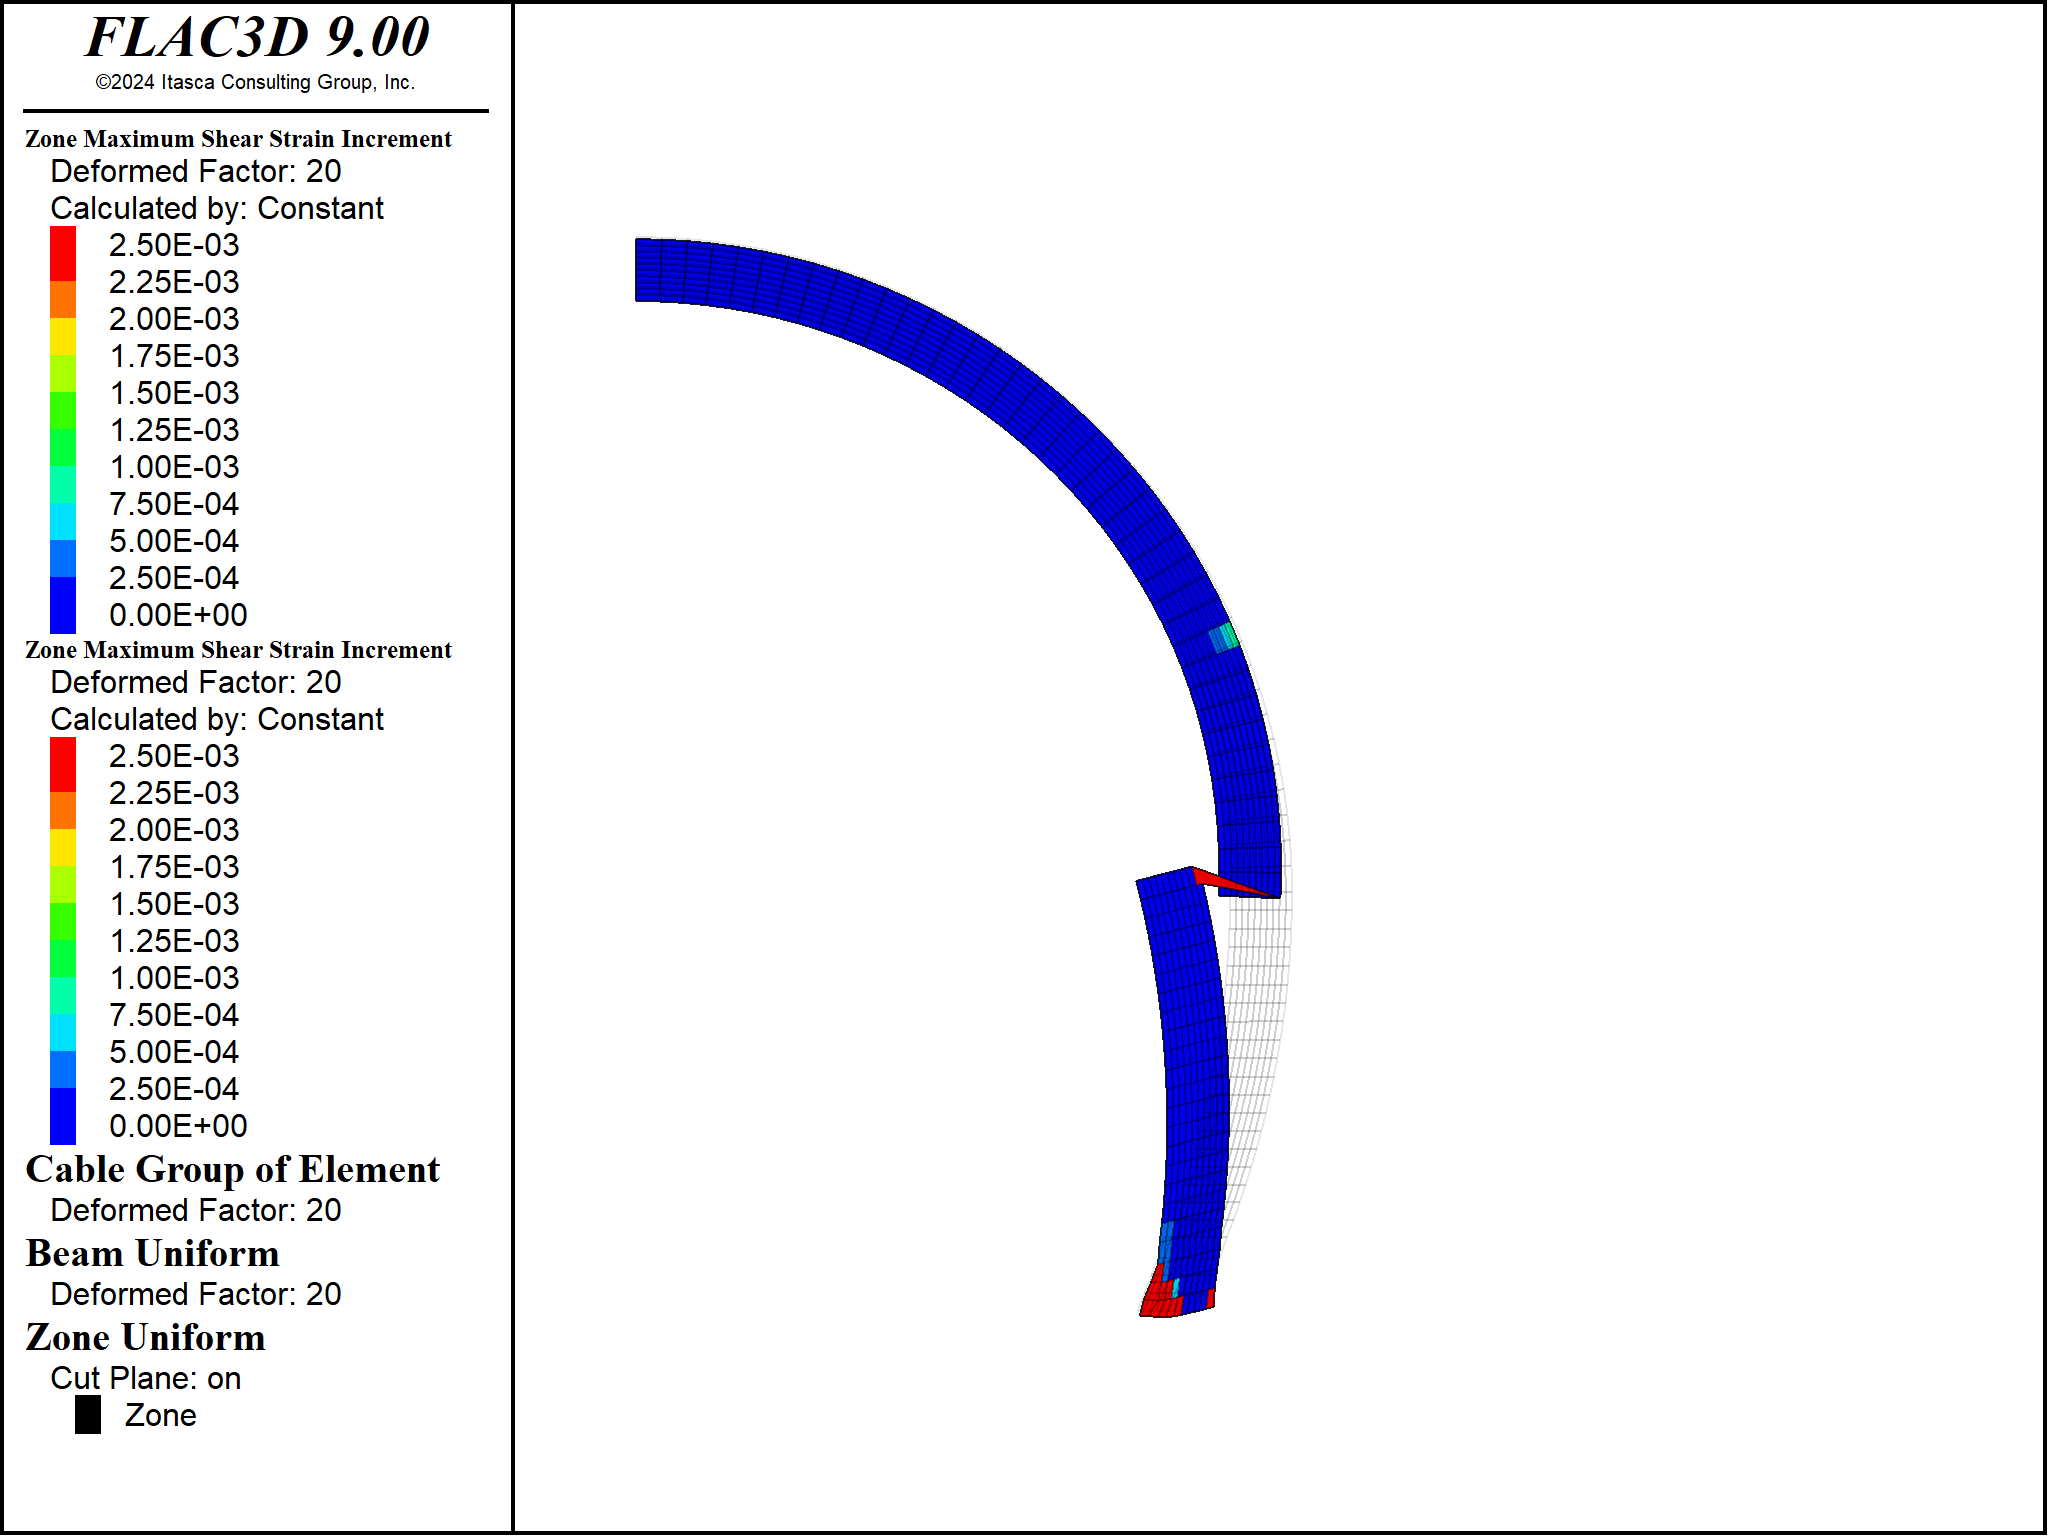 FLAC3D 9.00
©2024 Itasca Consulting Group, Inc.
Zone Maximum Shear Strain Increment
Deformed Factor: 20
Calculated by: Constant
2.50E-03
2.25E-03
2.00E-03
1.75E-03
1.50E-03
1.25E-03
1.00E-03
7.50E-04
5.00E-04
2.50E-04
0.00E+00
Zone Maximum Shear Strain Increment
Deformed Factor: 20
Calculated by: Constant
2.50E-03
2.25E-03
2.00E-03
1.75E-03
1.50E-03
1.25E-03
1.00E-03
7.50E-04
5.00E-04
2.50E-04
0.00E+00
Cable Group of Element
Deformed Factor: 20
Beam Uniform
Deformed Factor: 20
Zone Uniform
Cut Plane: on
Zone